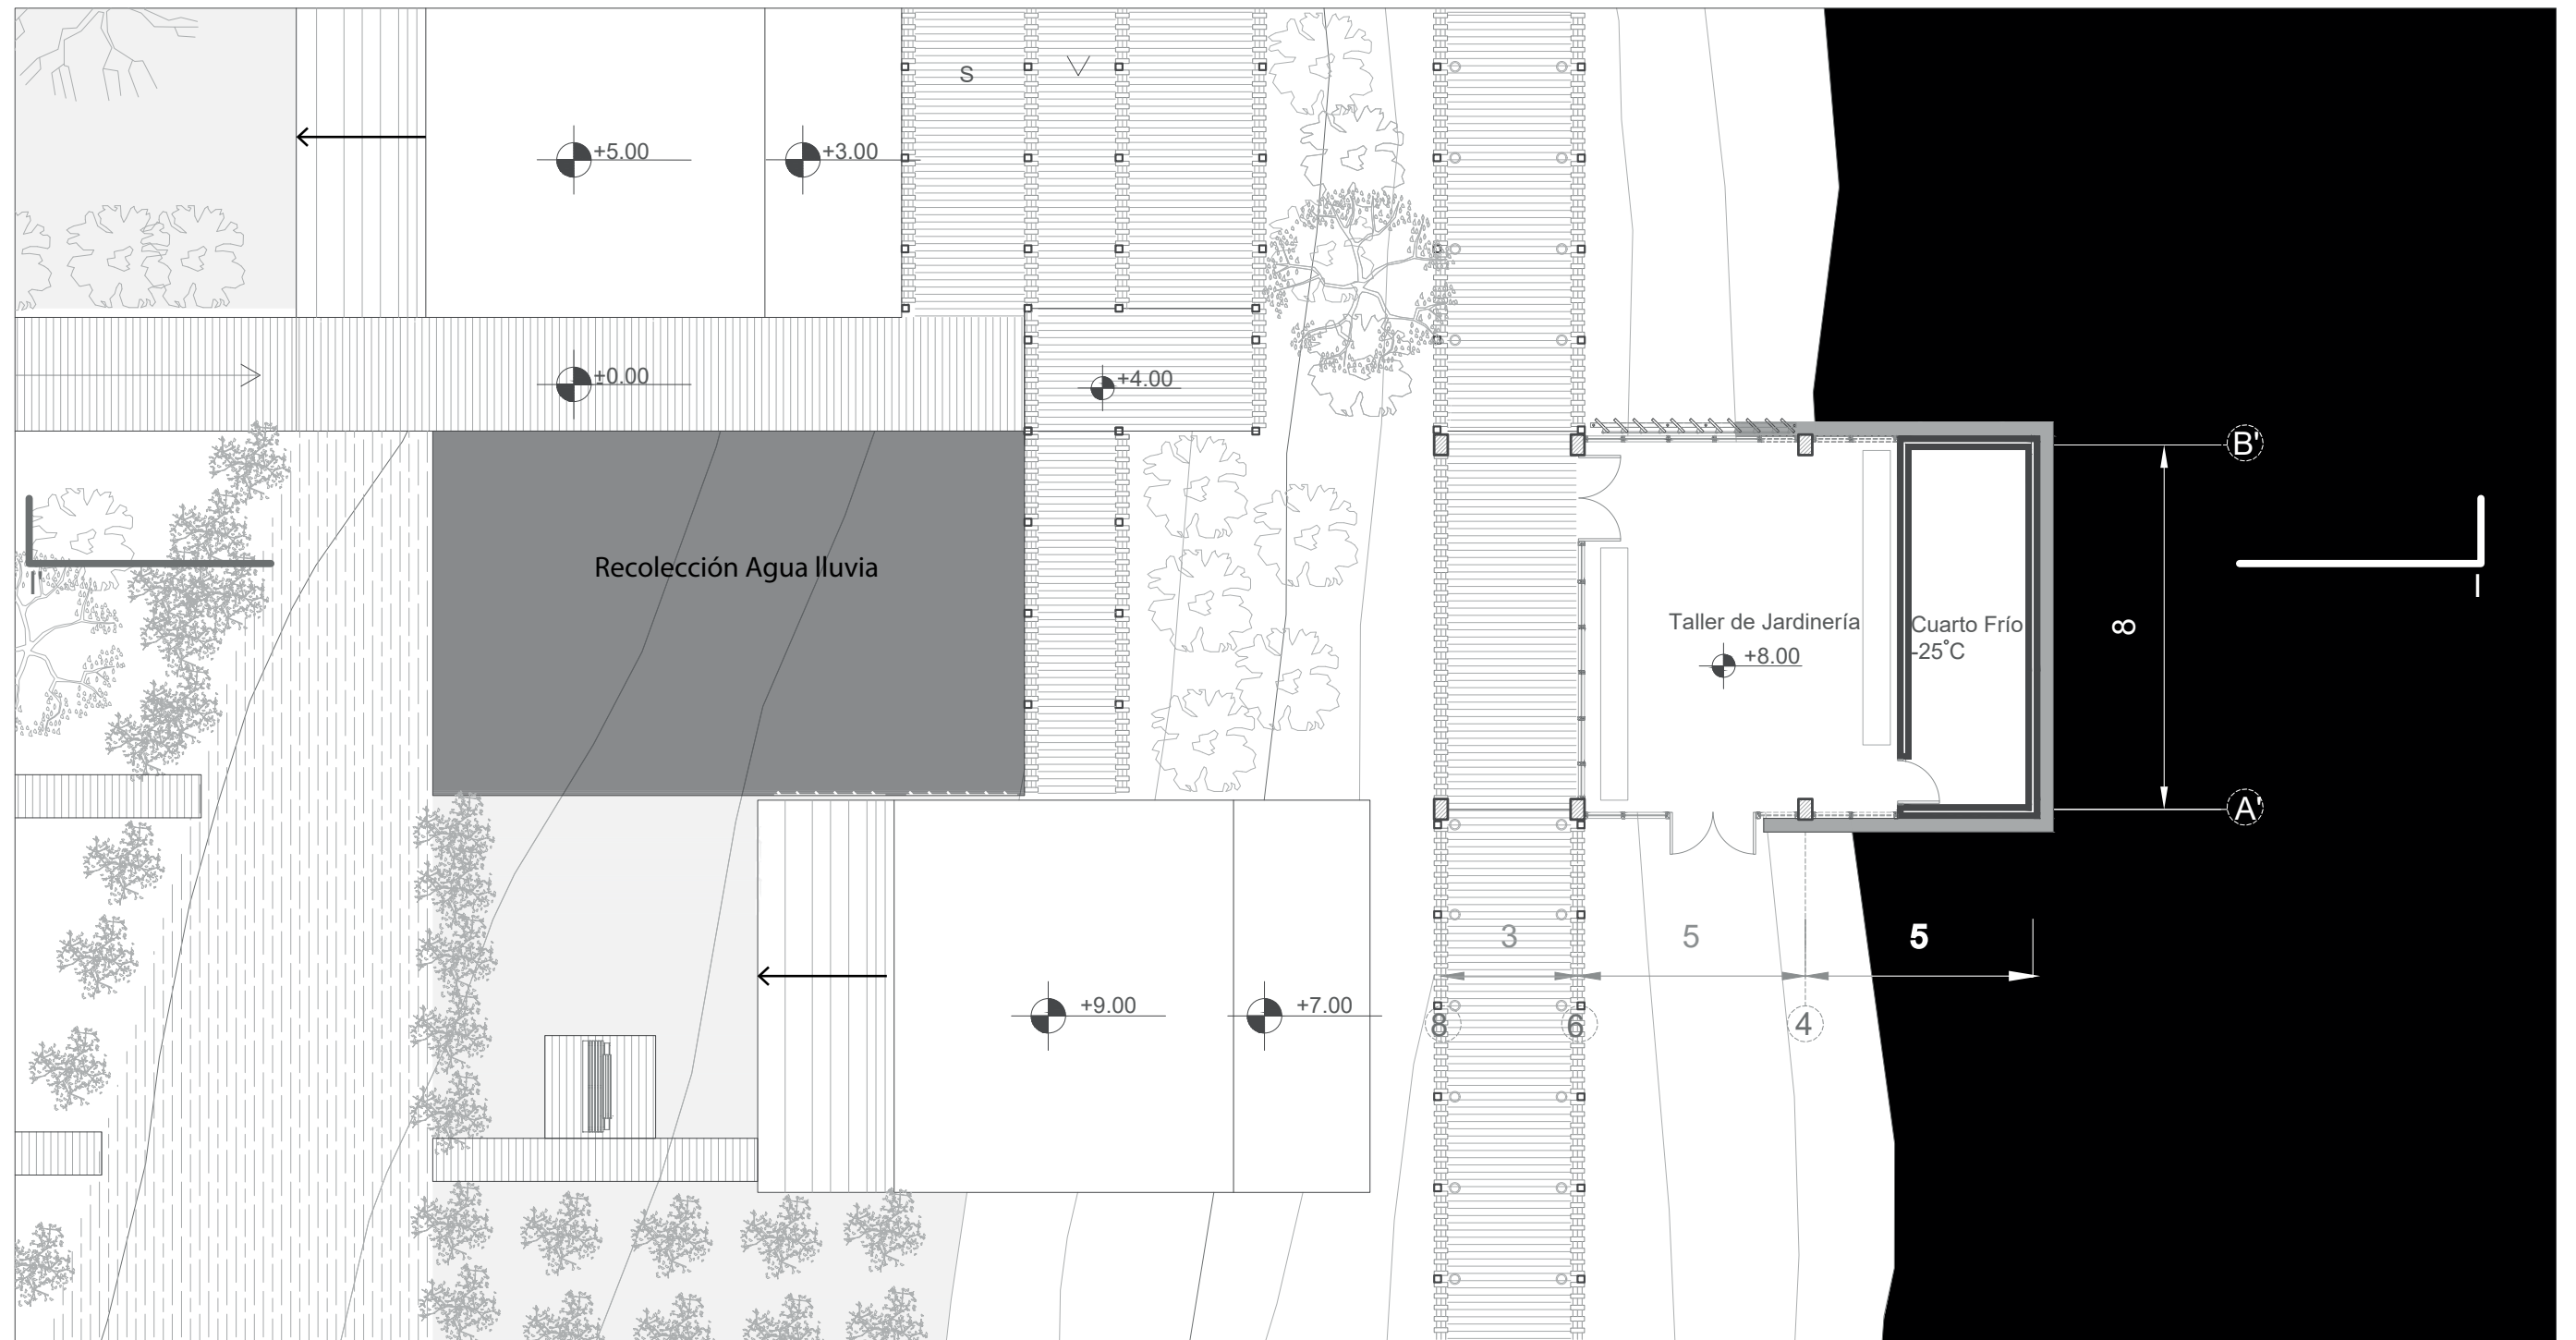 S
+5.00
+3.00
±0.00
+4.00
B'
Recolección Agua lluvia
I'
I
Taller de Jardinería
+8.00
Cuarto Frío
-25°C
8
A'
3
5
5
+9.00
+7.00
8
6
4